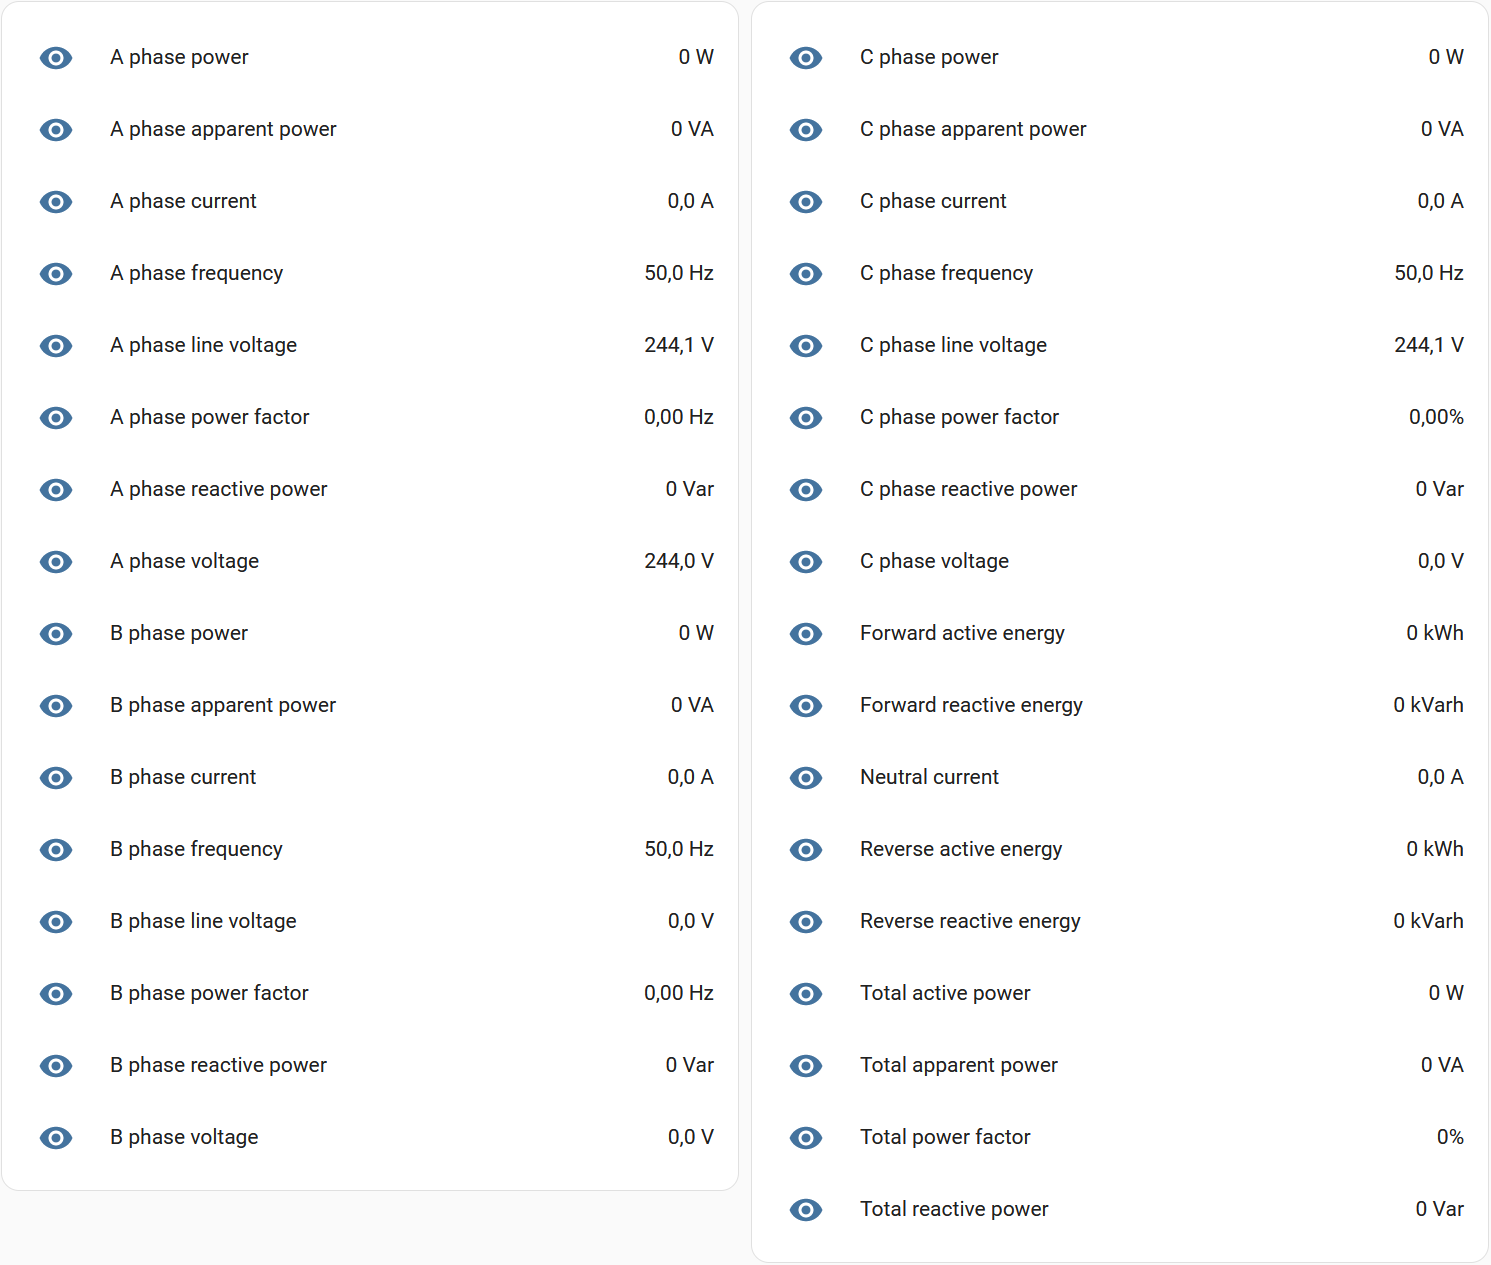 A phase power 0 W
A phase apparent power 0 VA
A phase current 0,0 A
A phase frequency 50,0 Hz
A phase line voltage 244,1 V
A phase power factor 0,00 Hz
A phase reactive power 0 Var
A phase voltage 244,0 V
B phase power 0 W
B phase apparent power 0 VA
B phase current 0,0 A
B phase frequency 50,0 Hz
B phase line voltage 0,0 V
B phase power factor 0,00 Hz
B phase reactive power 0 Var
B phase voltage 0,0 V
C phase power 0 W
C phase apparent power 0 VA
C phase current 0,0 A
C phase frequency 50,0 Hz
C phase line voltage 244,1 V
C phase power factor 0,00%
C phase reactive power 0 Var
C phase voltage 0,0 V
Forward active energy 0 kWh
Forward reactive energy 0 kVarh
Neutral current 0,0 A
Reverse active energy 0 kWh
Reverse reactive energy 0 kVarh
Total active power 0 W
Total apparent power 0 VA
Total power factor 0%
Total reactive power 0 Var